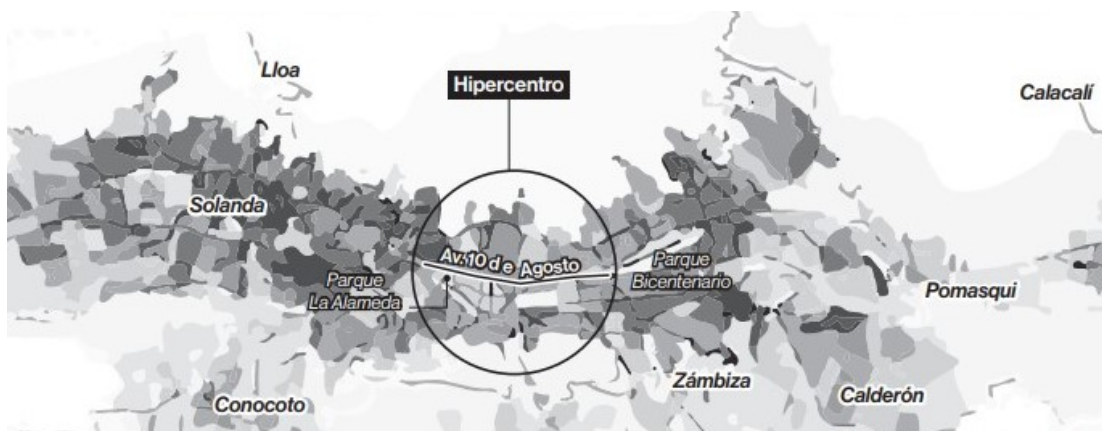 Lloa
Hipercentro
Calacalí
Solanda
Av. 10 de Agosto
Parque
La Alameda
Parque
Bicentenario
Pomasqui
Zámbiza
Conocoto
Calderón